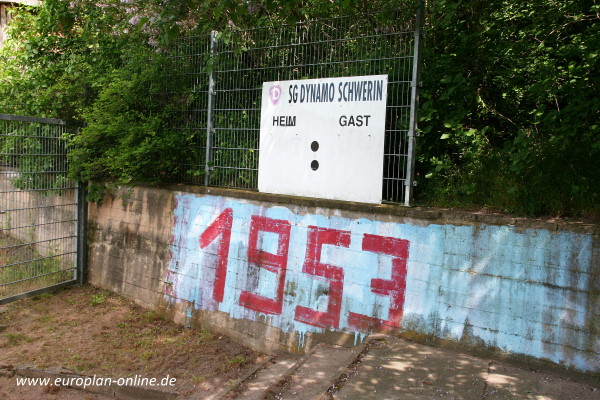 D SG DYNAMO SCHWERIN
HEIM GAST
:
1953
www.europlan-online.de